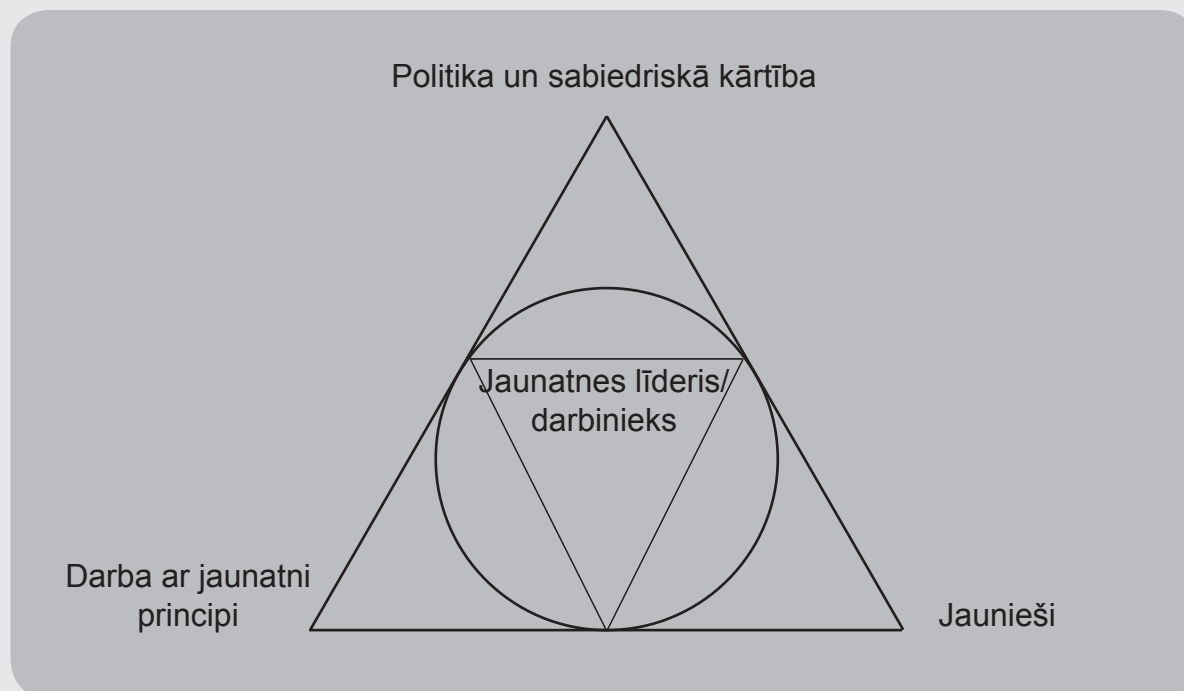 Politika un sabiedriskā kārtība
Jaunatnes līderis/
darbinieks
Darba ar jaunatni
principi
Jaunieši